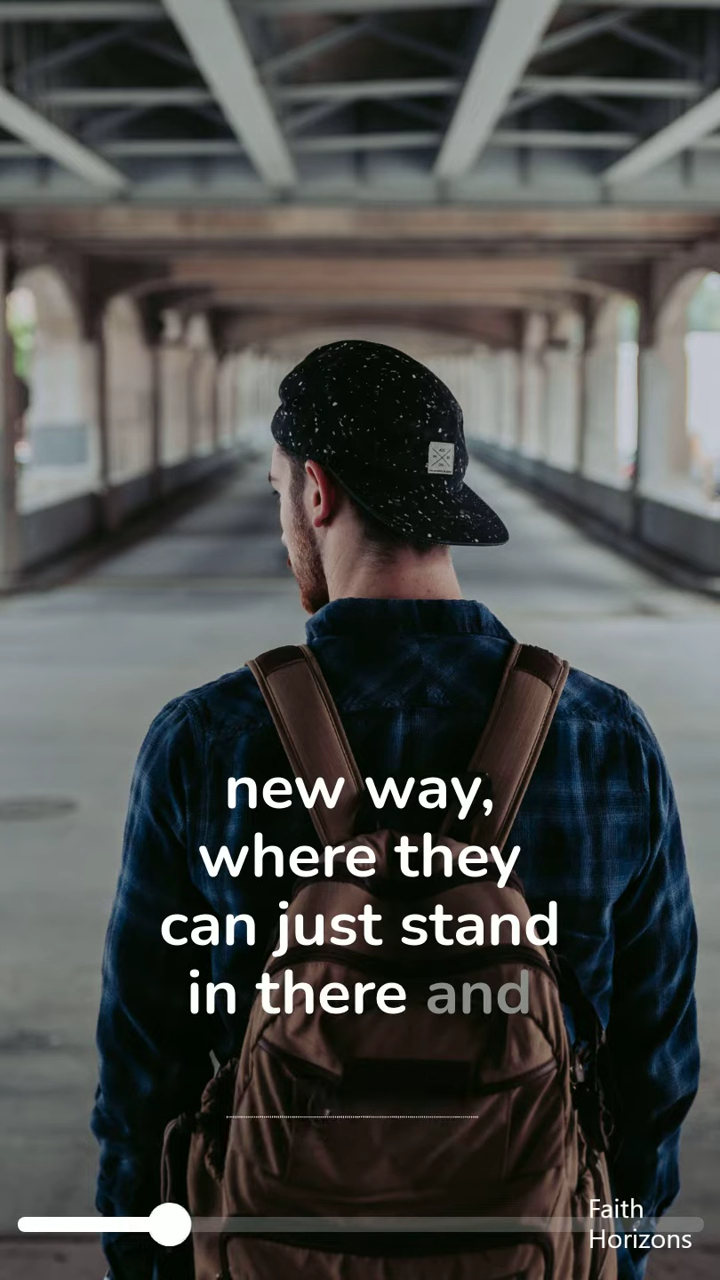 new way,
where they
can just stand
in there and
Faith
Horizons